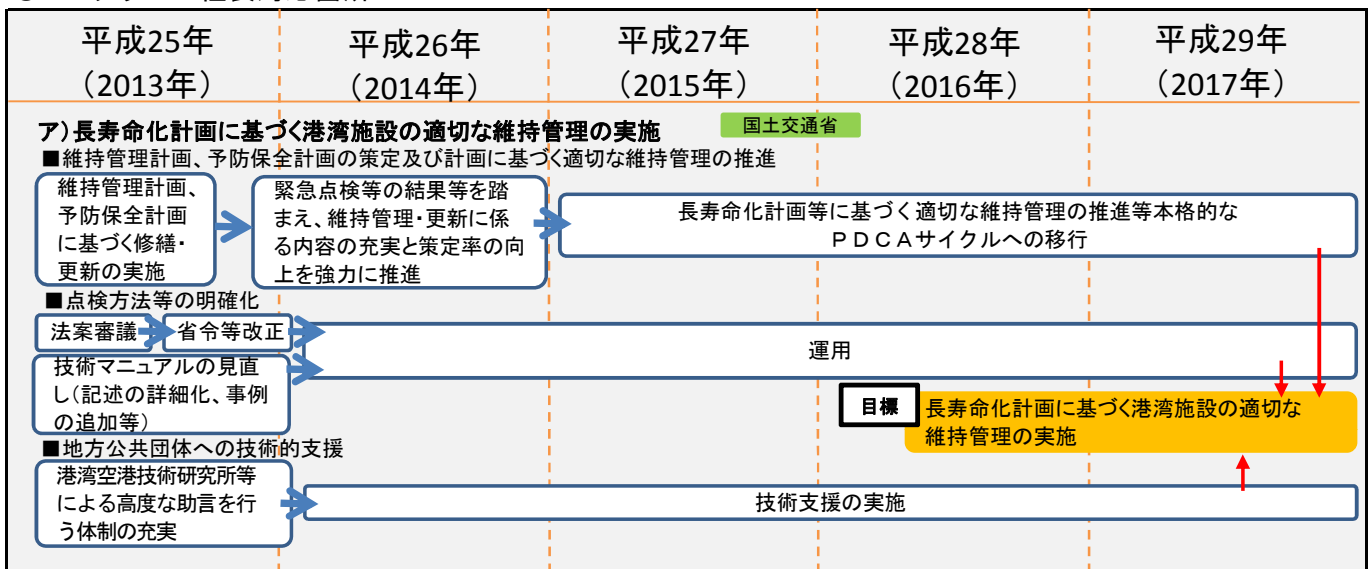 平成25年
（2013年）
平成26年
（2014年）
平成27年
（2015年）
平成28年
（2016年）
平成29年
（2017年）
ア）長寿命化計画に基づく港湾施設の適切な維持管理の実施
国土交通省
■維持管理計画、予防保全計画の策定及び計画に基づく適切な維持管理の推進
維持管理計画、
予防保全計画
に基づく修繕・
更新の実施
緊急点検等の結果等を踏
まえ、維持管理・更新に係
る内容の充実と策定率の向
上を強力に推進
長寿命化計画等に基づく適切な維持管理の推進等本格的な
ＰＤＣＡサイクルへの移行
■点検方法等の明確化
法案審議
省令等改正
運用
技術マニュアルの見直
し（記述の詳細化、事例
の追加等）
目標
長寿命化計画に基づく港湾施設の適切な
維持管理の実施
■地方公共団体への技術的支援
港湾空港技術研究所等
による高度な助言を行
う体制の充実
技術支援の実施